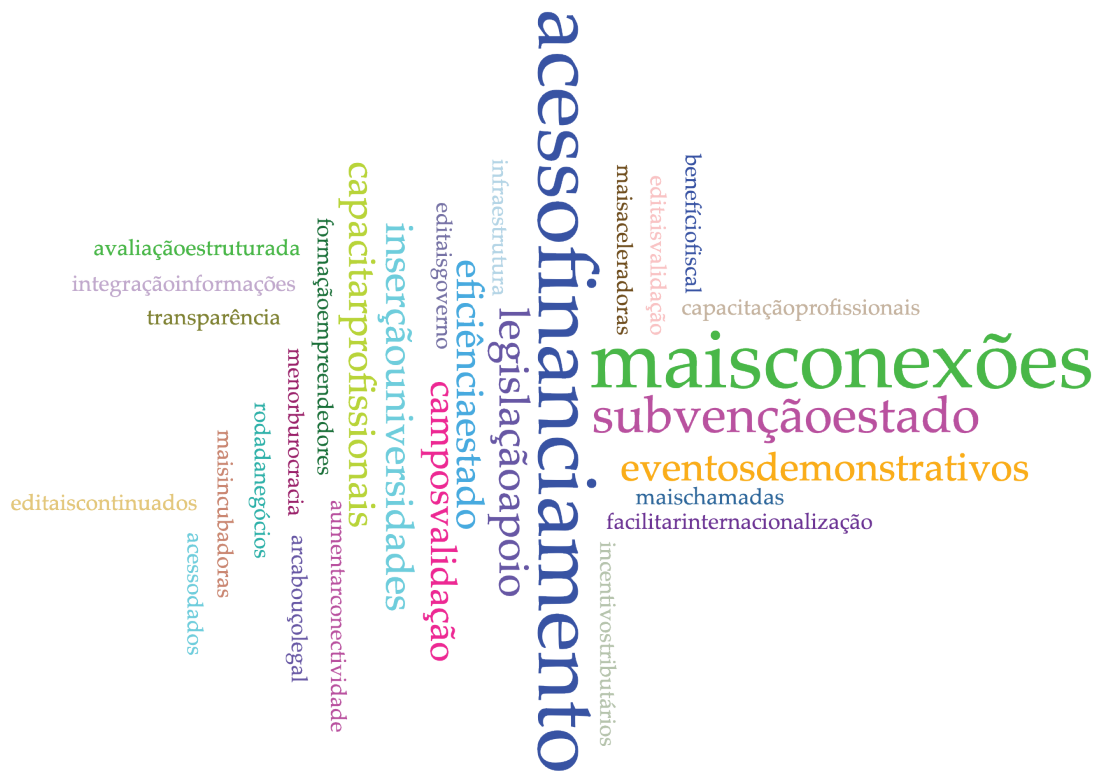 acessofinanciamento
maisconexões
subvençãoestado
eventosdemonstrativos
maischamadas
facilitarinternacionalização
incentivostributários
benefíciofiscal
editaisvalidação
maisaceleradoras
capacitaçãoprofissionais
infraestrutura
legislaçãoapoio
editaisgoverno
eficiênciaestado
camposvalidação
inserçãouniversidades
capacitarprofissionais
formaçãoempreendedores
avaliaçãoestruturada
integraçãoinformações
transparência
menorburocracia
rodadanegócios
maisincubadoras
editaiscontinuados
acessodados
arcabouçolegal
aumentarconectividade